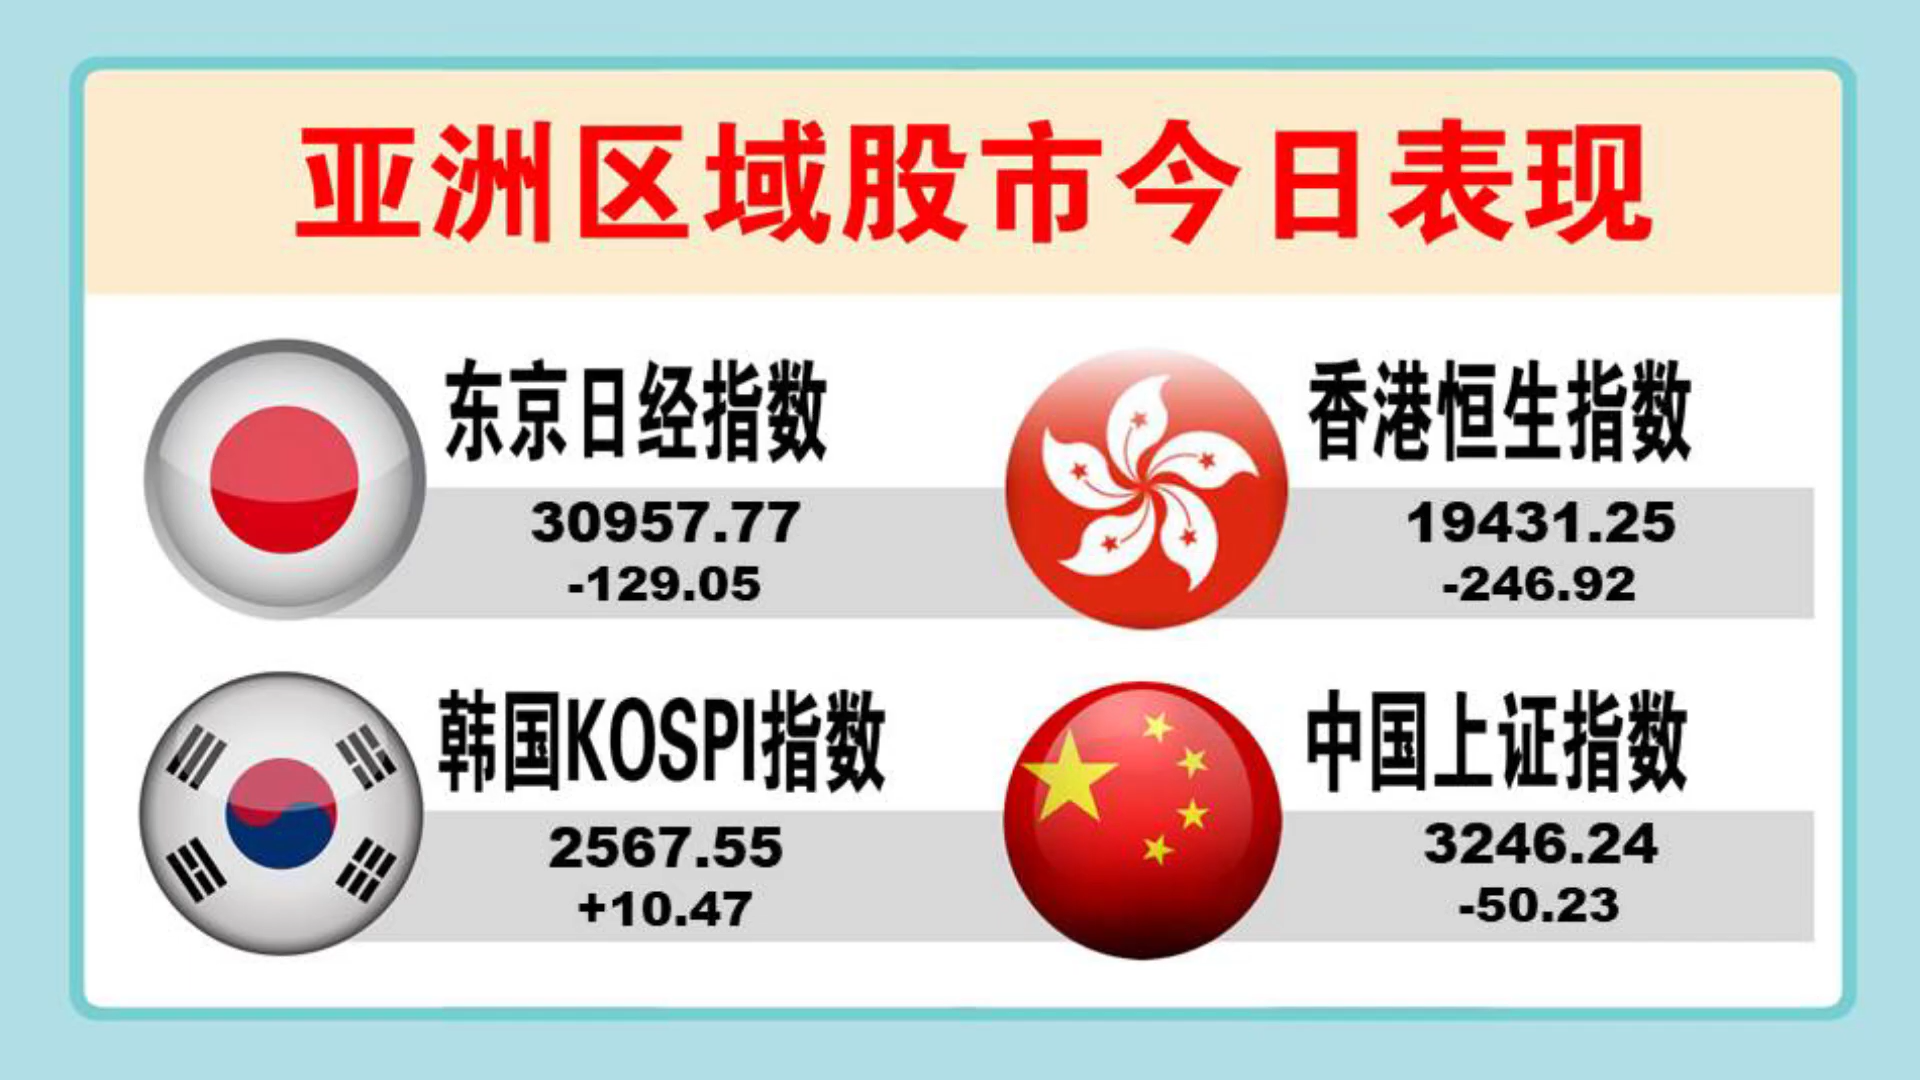 亚洲区域股市今日表现
东京日经指数
30957.77
-129.05
香港恒生指数
19431.25
-246.92
韩国KOSPI指数
2567.55
+10.47
中国上证指数
3246.24
-50.23